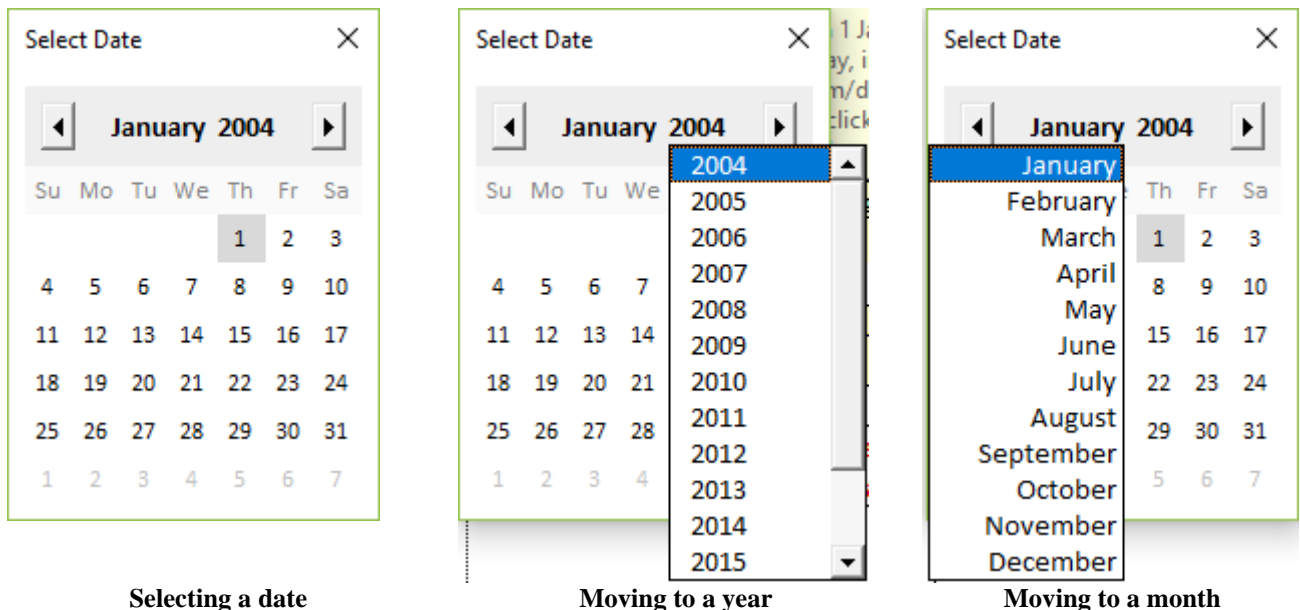 Select Date
January 2004
Su Mo Tu We Th Fr Sa
1 2 3
4 5 6 7 8 9 10
11 12 13 14 15 16 17
18 19 20 21 22 23 24
25 26 27 28 29 30 31
1 2 3 4 5 6 7
Selecting a date
Select Date
January 2004
Su Mo Tu We
4 5 6 7
11 12 13 14
18 19 20 21
25 26 27 28
1 2 3 4
2004
2005
2006
2007
2008
2009
2010
2011
2012
2013
2014
2015
1 Ja
ay, i
m/d
click
Moving to a year
Select Date
January 2004
January
February
March
April
May
June
July
August
September
October
November
December
Th Fr Sa
1 2 3
8 9 10
15 16 17
22 23 24
29 30 31
5 6 7
Moving to a month